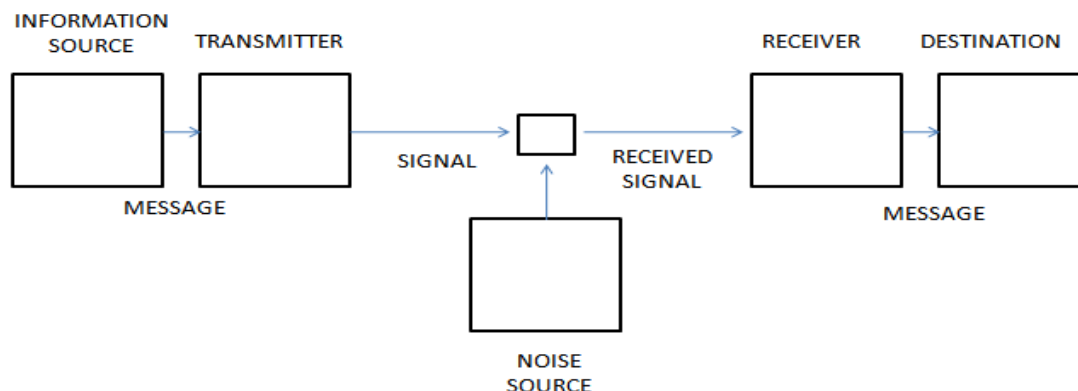 INFORMATION
SOURCE
TRANSMITTER
RECEIVER
DESTINATION
SIGNAL
RECEIVED
SIGNAL
MESSAGE
MESSAGE
NOISE
SOURCE